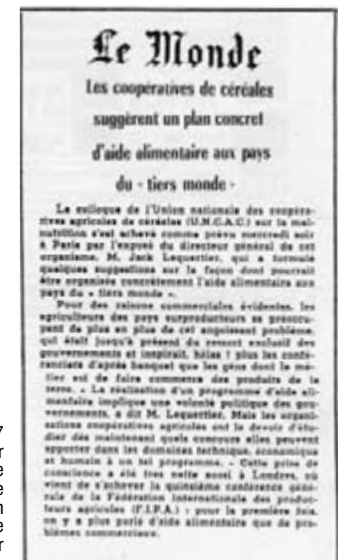 Le Monde
Les coopératives de céréales
suggèrent un plan concret
d'aide alimentaire aux pays
du « tiers monde »
Le colloque de l'Union nationale des coopéra-
tives agricoles de céréales (U.N.C.A.C.) sur la mal-
nutrition s'est achevé comme prévu mercredi soir
à Paris par l'exposé du directeur général de cet
organisme, M. Jack Lequertier, qui a formulé
quelques suggestions sur la façon dont pourrait
être organisée concrètement l'aide alimentaire aux
pays du « tiers monde ».
Pour des raisons commerciales évidentes, les
agriculteurs des pays surproducteurs se préoccu-
pent de plus en plus de cet angoissant problème,
qui était jusqu'à présent du ressort exclusif des
gouvernements et inspirait, hélas ! plus les confé-
renciers d'après banquet que les gens dont le mé-
tier est de faire commerce des produits de la
terre. « La réalisation d'un programme d'aide ali-
mentaire implique une volonté politique des gou-
vernements, a dit M. Lequertier. Mais les organi-
sations coopératives agricoles ont le devoir d'étu-
dier dès maintenant quels concours elles peuvent
apporter dans les domaines technique, économique
et humain à un tel programme. » Cette prise de
conscience a été très nette aussi à Londres, où
vient de s'achever la quinzième conférence géné-
rale de la Fédération internationale des produc-
teurs agricoles (F.I.P.A.) : pour la première fois,
on y a plus parlé d'aide alimentaire que de pro-
blèmes commerciaux.
7
r
e
e
n
e
r